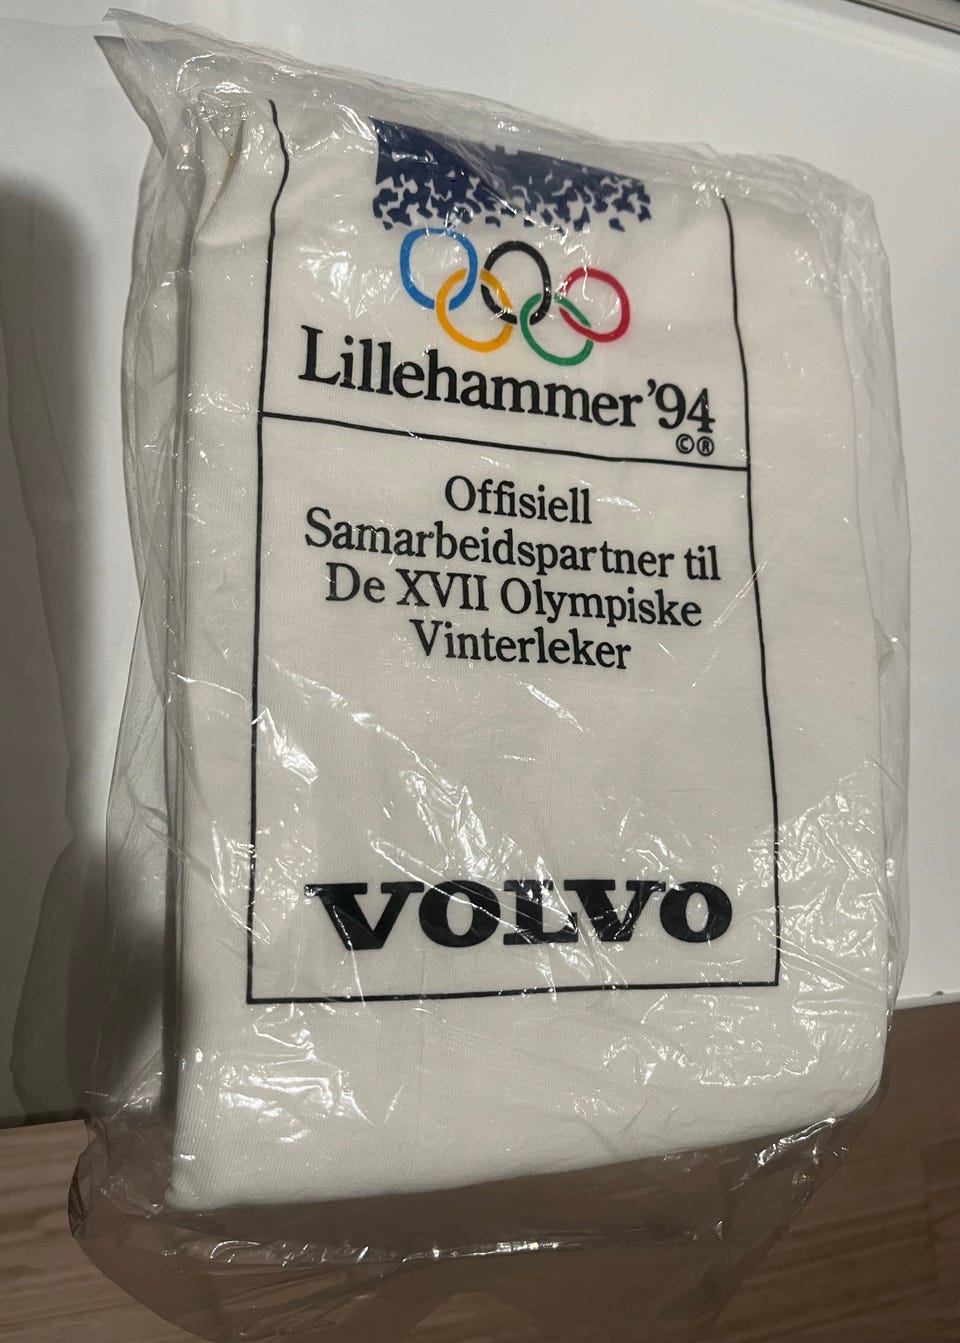 Lillehammer '94
©®
Offisiell
Samarbeidspartner til
De XVII Olympiske
Vinterleker
VOLVO